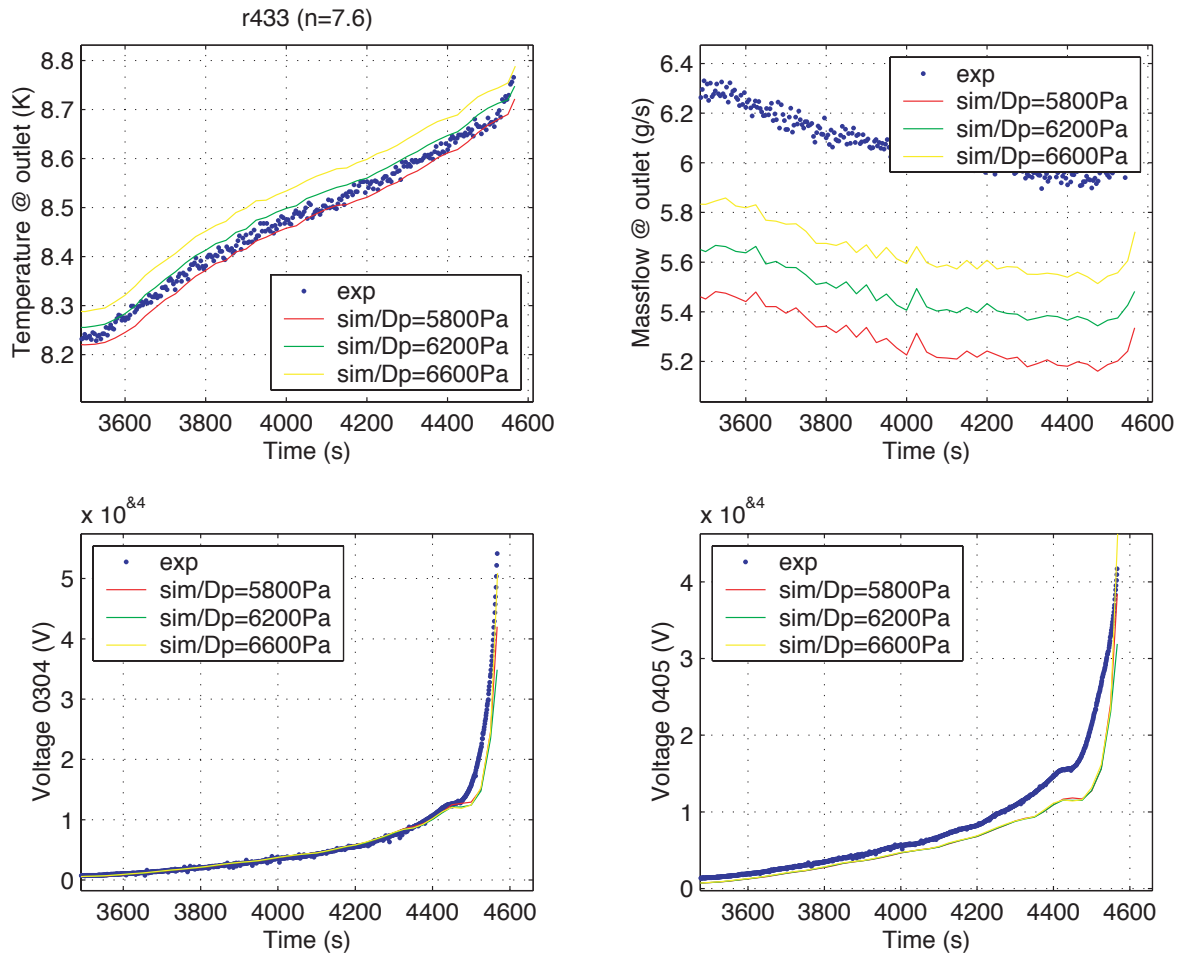 r433 (n=7.6)
Temperature @ outlet (K)
8.8
8.7
8.6
8.5
8.4
8.3
8.2
exp
sim/Dp=5800Pa
sim/Dp=6200Pa
sim/Dp=6600Pa
3600 3800 4000 4200 4400 4600
Time (s)
Massflow @ outlet (g/s)
6.4
6.2
6
5.8
5.6
5.4
5.2
exp
sim/Dp=5800Pa
sim/Dp=6200Pa
sim/Dp=6600Pa
3600 3800 4000 4200 4400 4600
Time (s)
x 10&4
Voltage 0304 (V)
5
4
3
2
1
0
exp
sim/Dp=5800Pa
sim/Dp=6200Pa
sim/Dp=6600Pa
3600 3800 4000 4200 4400 4600
Time (s)
x 10&4
Voltage 0405 (V)
4
3
2
1
0
exp
sim/Dp=5800Pa
sim/Dp=6200Pa
sim/Dp=6600Pa
3600 3800 4000 4200 4400 4600
Time (s)